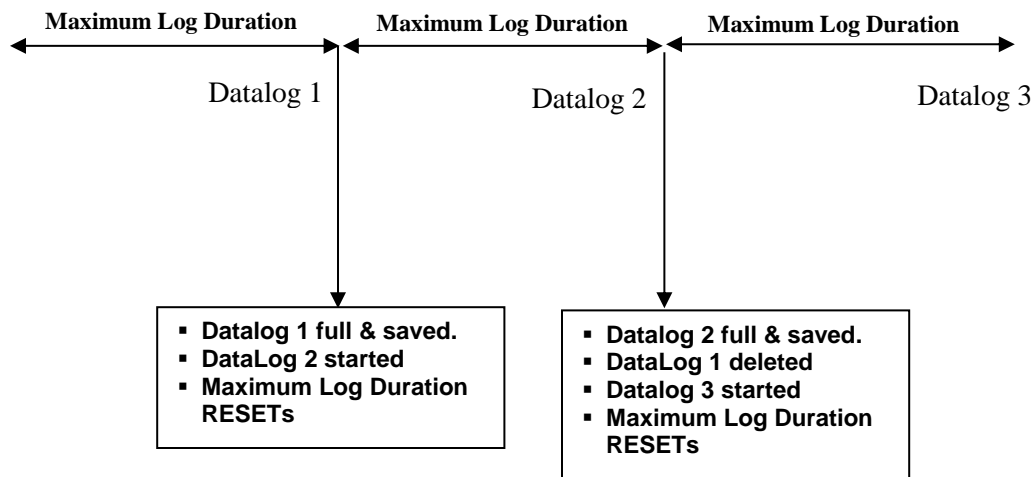 Maximum Log Duration
Maximum Log Duration
Maximum Log Duration
Datalog 1
Datalog 2
Datalog 3
▪ Datalog 1 full & saved.
▪ DataLog 2 started
▪ Maximum Log Duration
RESETs
▪ Datalog 2 full & saved.
▪ DataLog 1 deleted
▪ Datalog 3 started
▪ Maximum Log Duration
RESETs